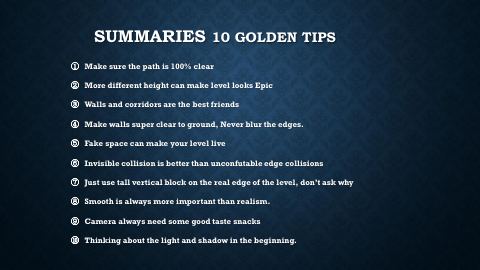 SUMMARIES 10 GOLDEN TIPS
① Make sure the path is 100% clear
② More different height can make level looks Epic
③ Walls and corridors are the best friends
④ Make walls super clear to ground, Never blur the edges.
⑤ Fake space can make your level live
⑥ Invisible collision is better than uncomfutable edge collisions
⑦ Just use tall vertical block on the real edge of the level, don't ask why
⑧ Smooth is always more important than realism.
⑨ Camera always need some good taste snacks
⑩ Thinking about the light and shadow in the beginning.